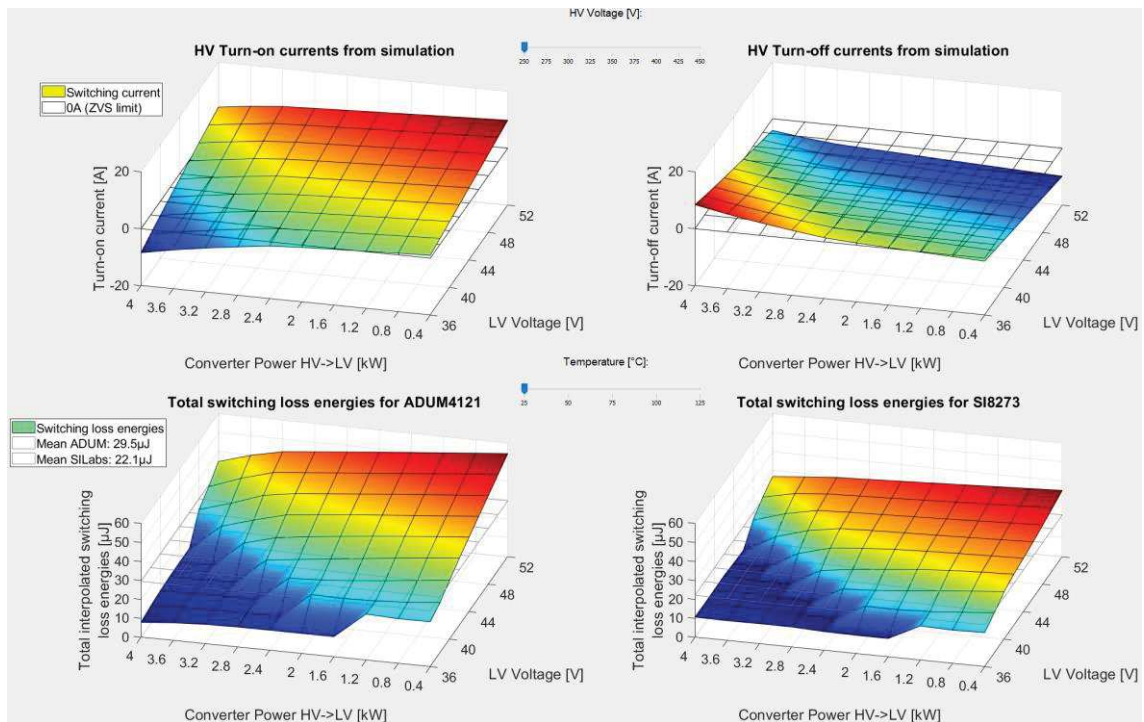 HV Voltage [V]:
250 275 300 325 350 375 400 425 450
HV Turn-on currents from simulation
Switching current
0A (ZVS limit)
Turn-on current [A]
20
0
-20
4 3.6 3.2 2.8 2.4 2 1.6 1.2 0.8 0.4
36 40 44 48 52
LV Voltage [V]
Converter Power HV->LV [kW]
HV Turn-off currents from simulation
Turn-off current [A]
20
0
-20
4 3.6 3.2 2.8 2.4 2 1.6 1.2 0.8 0.4
36 40 44 48 52
LV Voltage [V]
Converter Power HV->LV [kW]
Temperature [°C]:
25 50 75 100 125
Total switching loss energies for ADUM4121
Switching loss energies
Mean ADUM: 29.5µJ
Mean SILabs: 22.1µJ
Total interpolated switching
loss energies [µJ]
60
50
40
30
20
10
0
4 3.6 3.2 2.8 2.4 2 1.6 1.2 0.8 0.4
36 40 44 48 52
LV Voltage [V]
Converter Power HV->LV [kW]
Total switching loss energies for SI8273
Total interpolated switching
loss energies [µJ]
60
50
40
30
20
10
0
4 3.6 3.2 2.8 2.4 2 1.6 1.2 0.8 0.4
36 40 44 48 52
LV Voltage [V]
Converter Power HV->LV [kW]